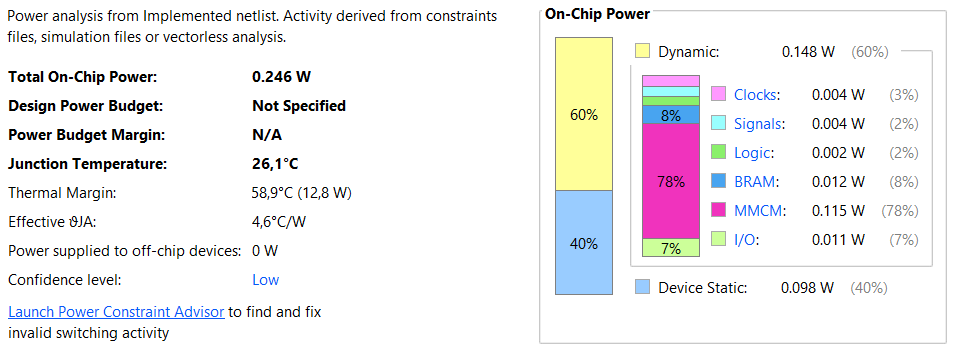 Power analysis from Implemented netlist. Activity derived from constraints
files, simulation files or vectorless analysis.
Total On-Chip Power: 0.246 W
Design Power Budget: Not Specified
Power Budget Margin: N/A
Junction Temperature: 26,1°C
Thermal Margin: 58,9°C (12,8 W)
Effective ϑJA: 4,6°C/W
Power supplied to off-chip devices: 0 W
Confidence level: Low
Launch Power Constraint Advisor to find and fix
invalid switching activity
On-Chip Power
60%
40%
Dynamic: 0.148 W (60%)
8%
78%
7%
Clocks: 0.004 W (3%)
Signals: 0.004 W (2%)
Logic: 0.002 W (2%)
BRAM: 0.012 W (8%)
MMCM: 0.115 W (78%)
I/O: 0.011 W (7%)
Device Static: 0.098 W (40%)